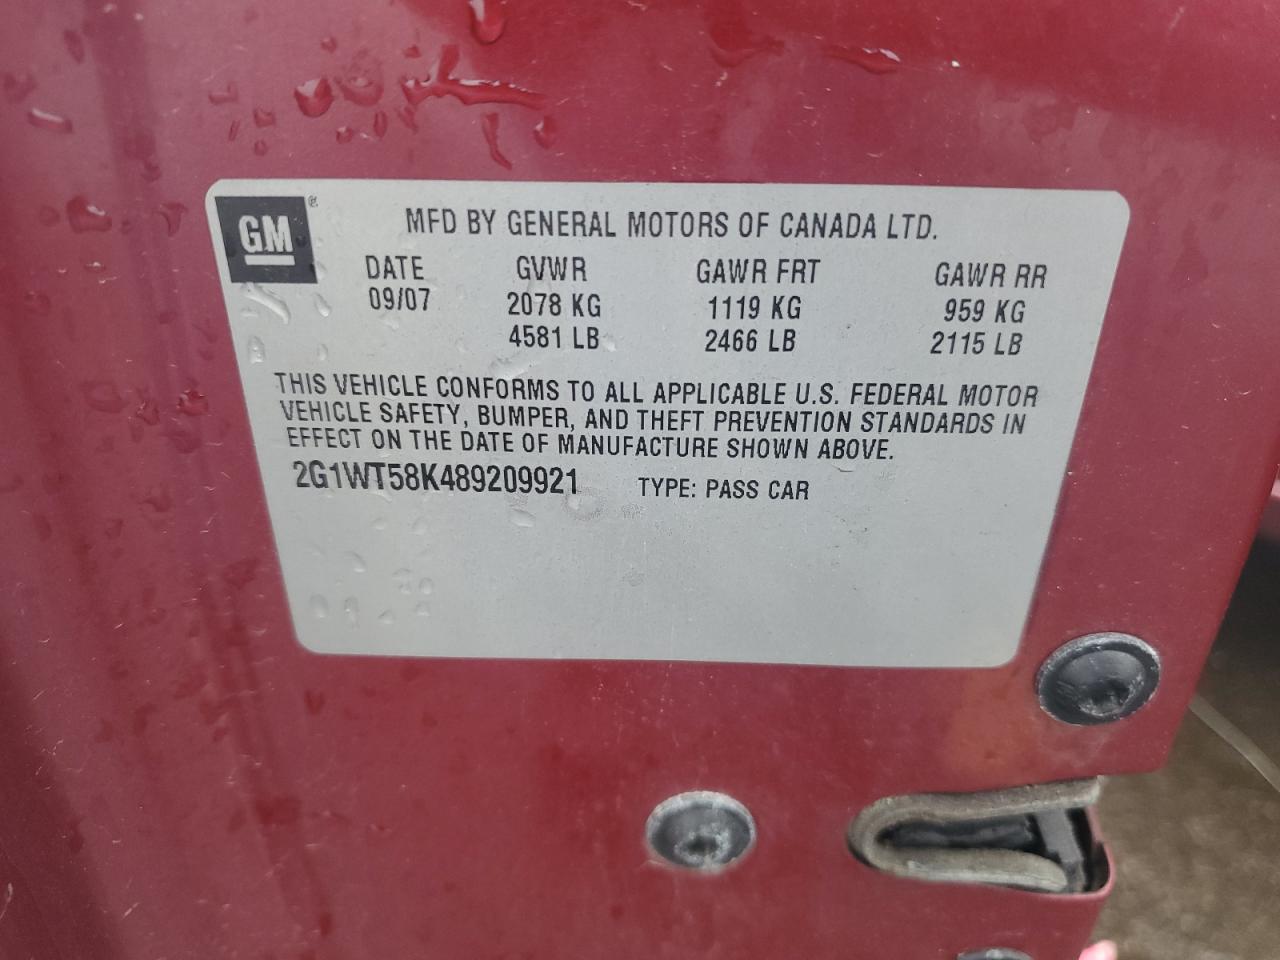 GM®
MFD BY GENERAL MOTORS OF CANADA LTD.
DATE GVWR GAWR FRT GAWR RR
09/07 2078 KG 1119 KG 959 KG
4581 LB 2466 LB 2115 LB
THIS VEHICLE CONFORMS TO ALL APPLICABLE U.S. FEDERAL MOTOR
VEHICLE SAFETY, BUMPER, AND THEFT PREVENTION STANDARDS IN
EFFECT ON THE DATE OF MANUFACTURE SHOWN ABOVE.
2G1WT58K489209921 TYPE: PASS CAR